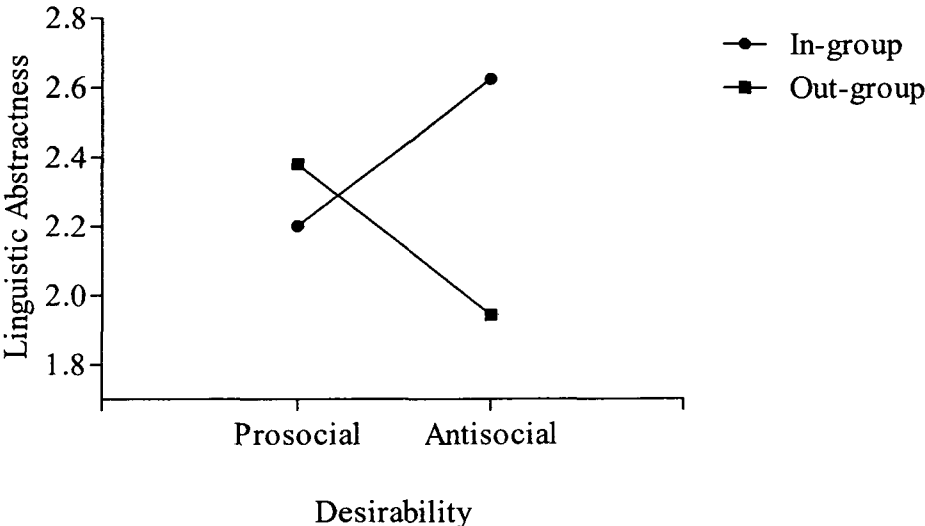 2.8
2.6
2.4
2.2
2.0
1.8
Linguistic Abstractness
In-group
Out-group
Prosocial
Antisocial
Desirability